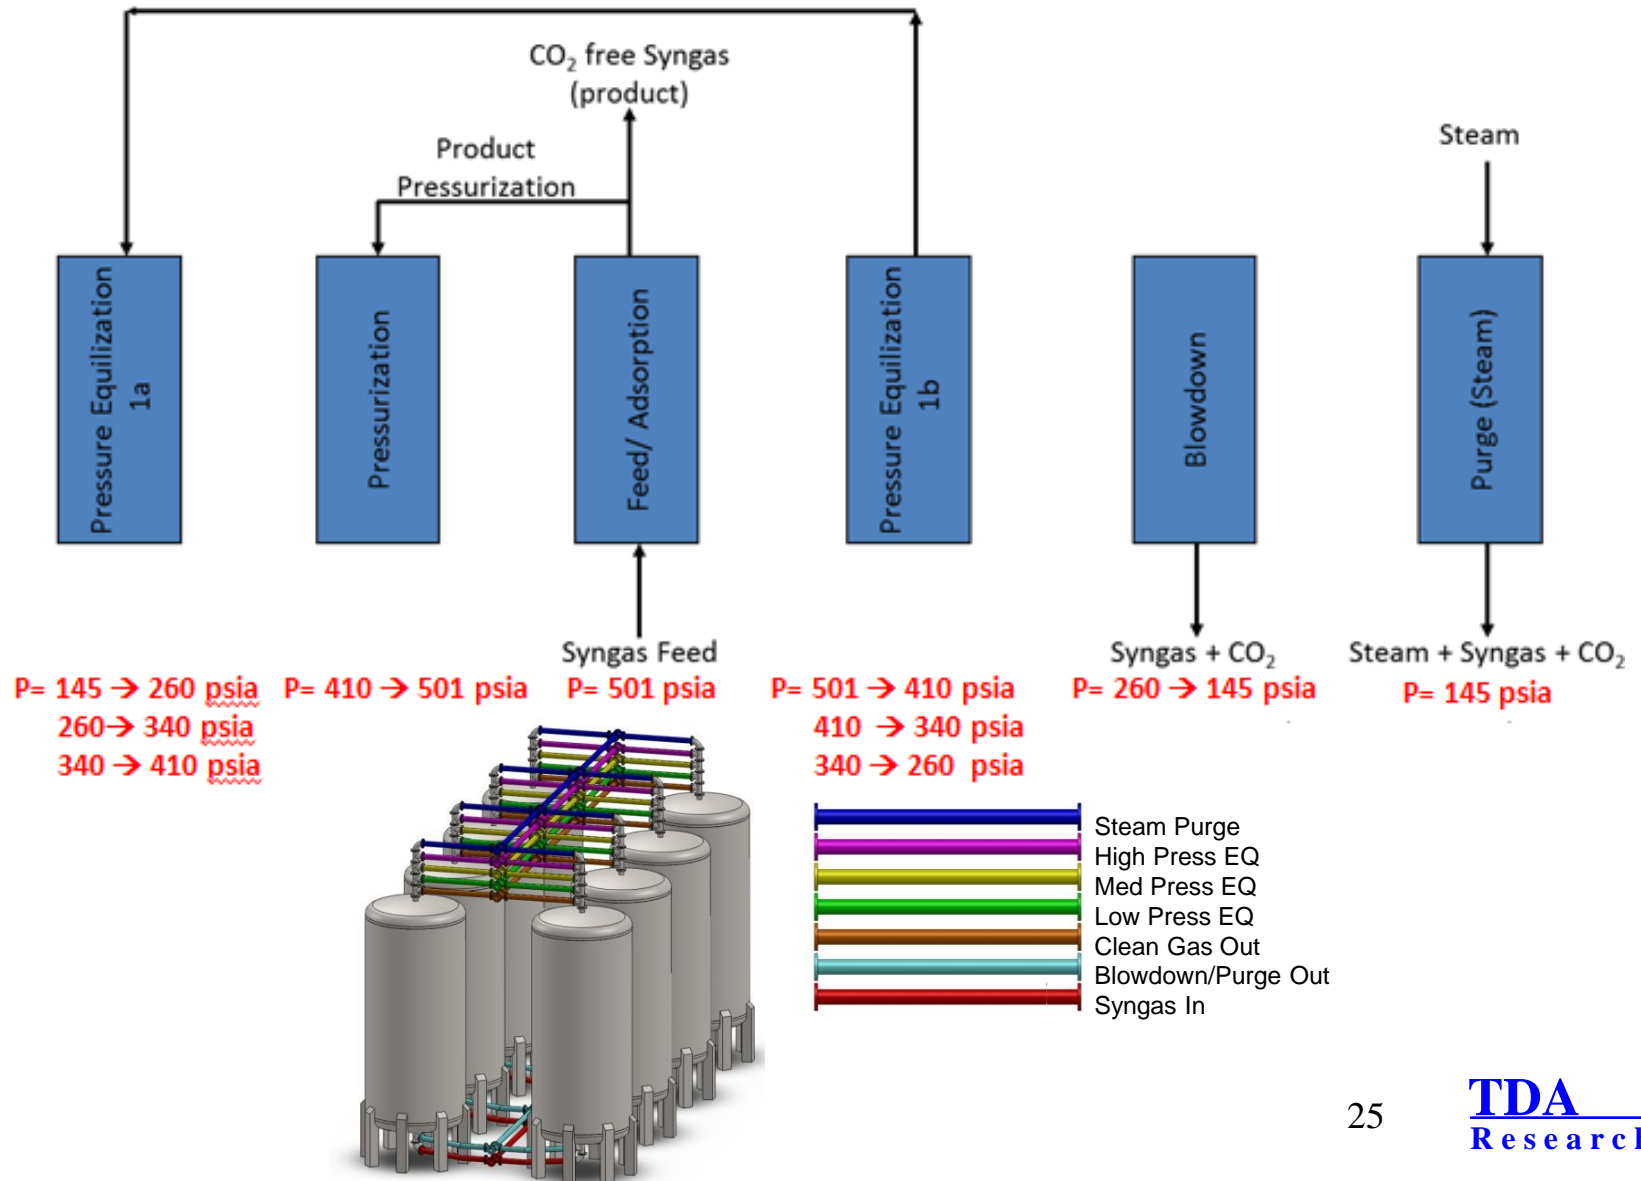 CO₂ free Syngas
(product)
Product
Pressurization
Steam
Pressure Equilization
1a
Pressurization
Feed/ Adsorption
Pressure Equilization
1b
Blowdown
Purge (Steam)
Syngas Feed
Syngas + CO₂
Steam + Syngas + CO₂
P= 145 → 260 psia
260→ 340 psia
340 → 410 psia
P= 410 → 501 psia
P= 501 psia
P= 501 → 410 psia
410 → 340 psia
340 → 260 psia
P= 260 → 145 psia
P= 145 psia
Steam Purge
High Press EQ
Med Press EQ
Low Press EQ
Clean Gas Out
Blowdown/Purge Out
Syngas In
25
TDA
Research